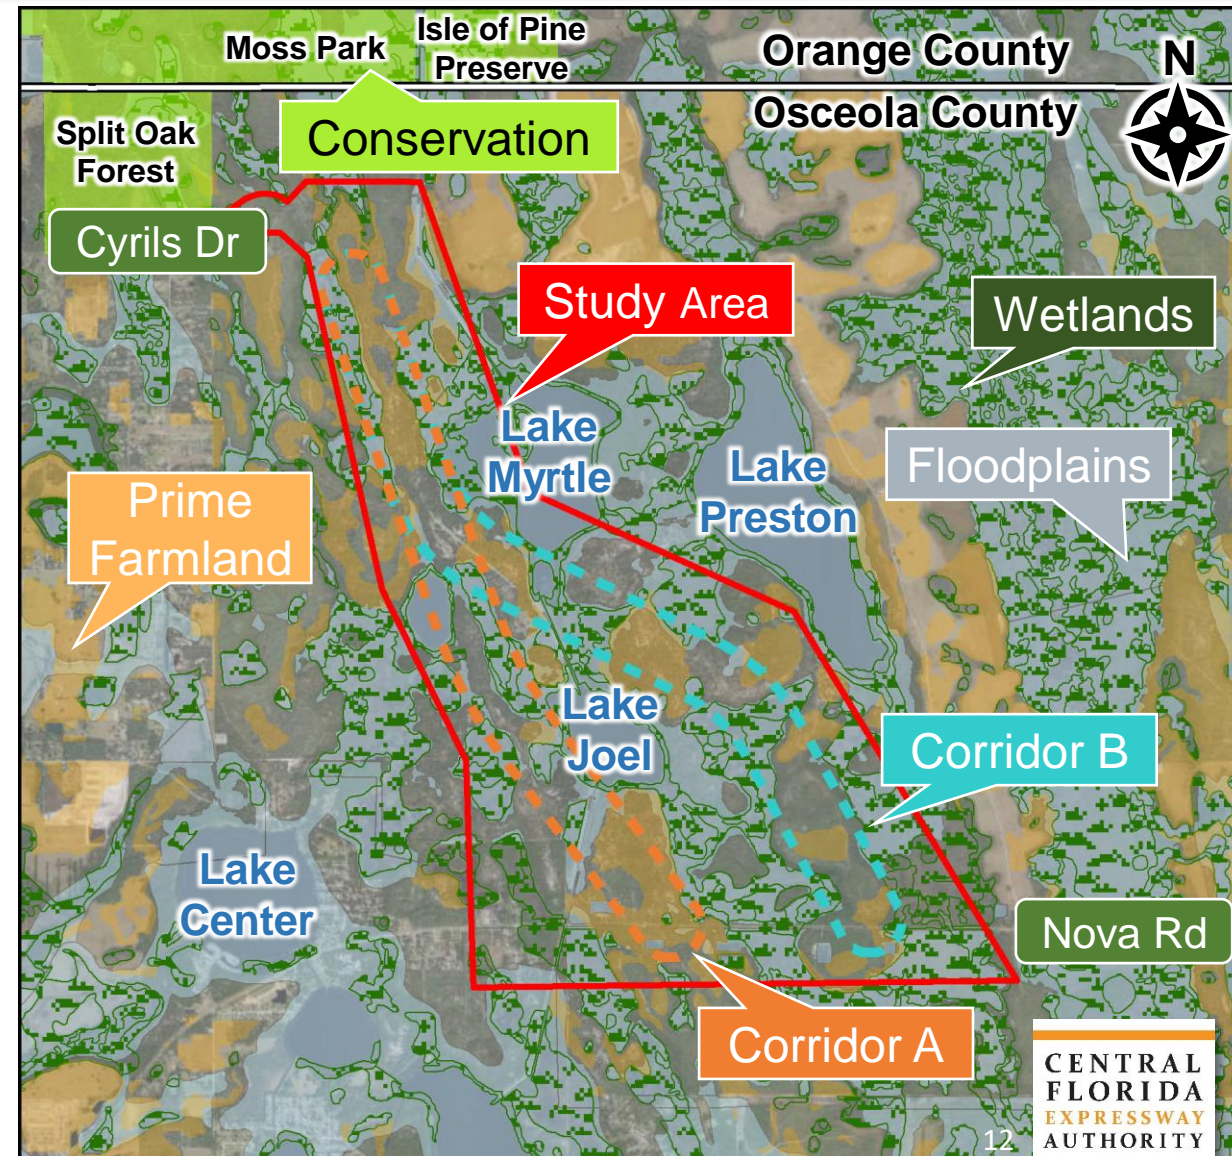 Moss Park
Isle of Pine
Preserve
Orange County
N
Osceola County
Split Oak
Forest
Conservation
Cyrils Dr
Study Area
Wetlands
Lake
Myrtle
Lake
Preston
Floodplains
Prime
Farmland
Lake
Joel
Corridor B
Lake
Center
Nova Rd
Corridor A
12
CENTRAL
FLORIDA
EXPRESSWAY
AUTHORITY